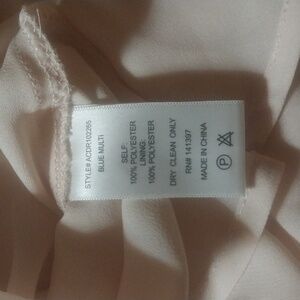 STYLE# ACDR102265
BLUE MULTI
SELF
100% POLYESTER
LINING
100% POLYESTER
DRY CLEAN ONLY
RN# 141397
MADE IN CHINA
P